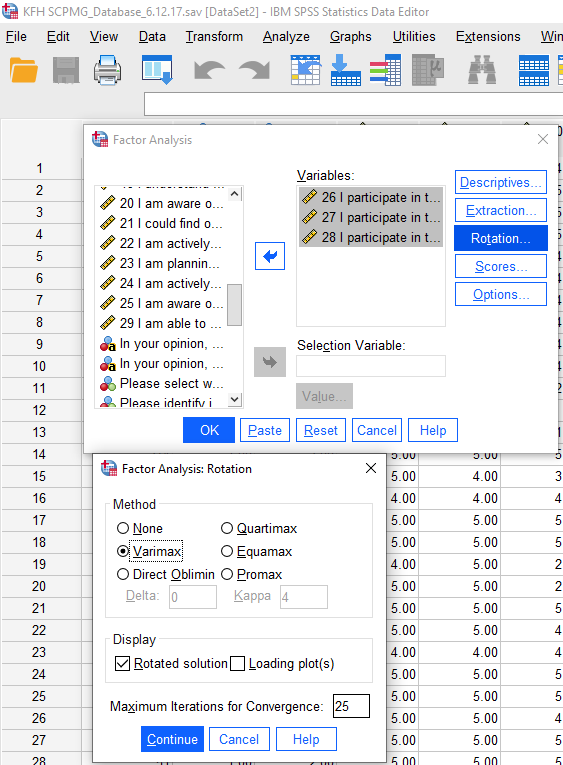 KFH SCPMG_Database_6.12.17.sav [DataSet2] - IBM SPSS Statistics Data Editor
File Edit View Data Transform Analyze Graphs Utilities Extensions Win
Factor Analysis
Variables:
20 I am aware o...
21 I could find o...
22 I am actively...
23 I am plannin...
24 I am actively...
25 I am aware o...
29 I am able to ...
In your opinion, ...
In your opinion, ...
Please select w...
Please identify i...
26 I participate in t...
27 I participate in t...
28 I participate in t...
Selection Variable:
Value...
Descriptives...
Extraction...
Rotation...
Scores...
Options...
OK Paste Reset Cancel Help
1
2
3
4
5
6
7
8
9
10
11
12
13
14 5.00 5.00 5
15 5.00 4.00 3
16 4.00 4.00 4
17 5.00 5.00 5
18 5.00 5.00 5
19 4.00 5.00 2
20 5.00 5.00 2
21 5.00 5.00 5
22 5.00 5.00 4
23 4.00 4.00 4
24 5.00 5.00 5
25 5.00 5.00 5
26 5.00 5.00 4
27 5.00 5.00 5
28
Factor Analysis: Rotation
Method
None Quartimax
Varimax Equamax
Direct Oblimin Promax
Delta: 0 Kappa 4
Display
Rotated solution Loading plot(s)
Maximum Iterations for Convergence: 25
Continue Cancel Help